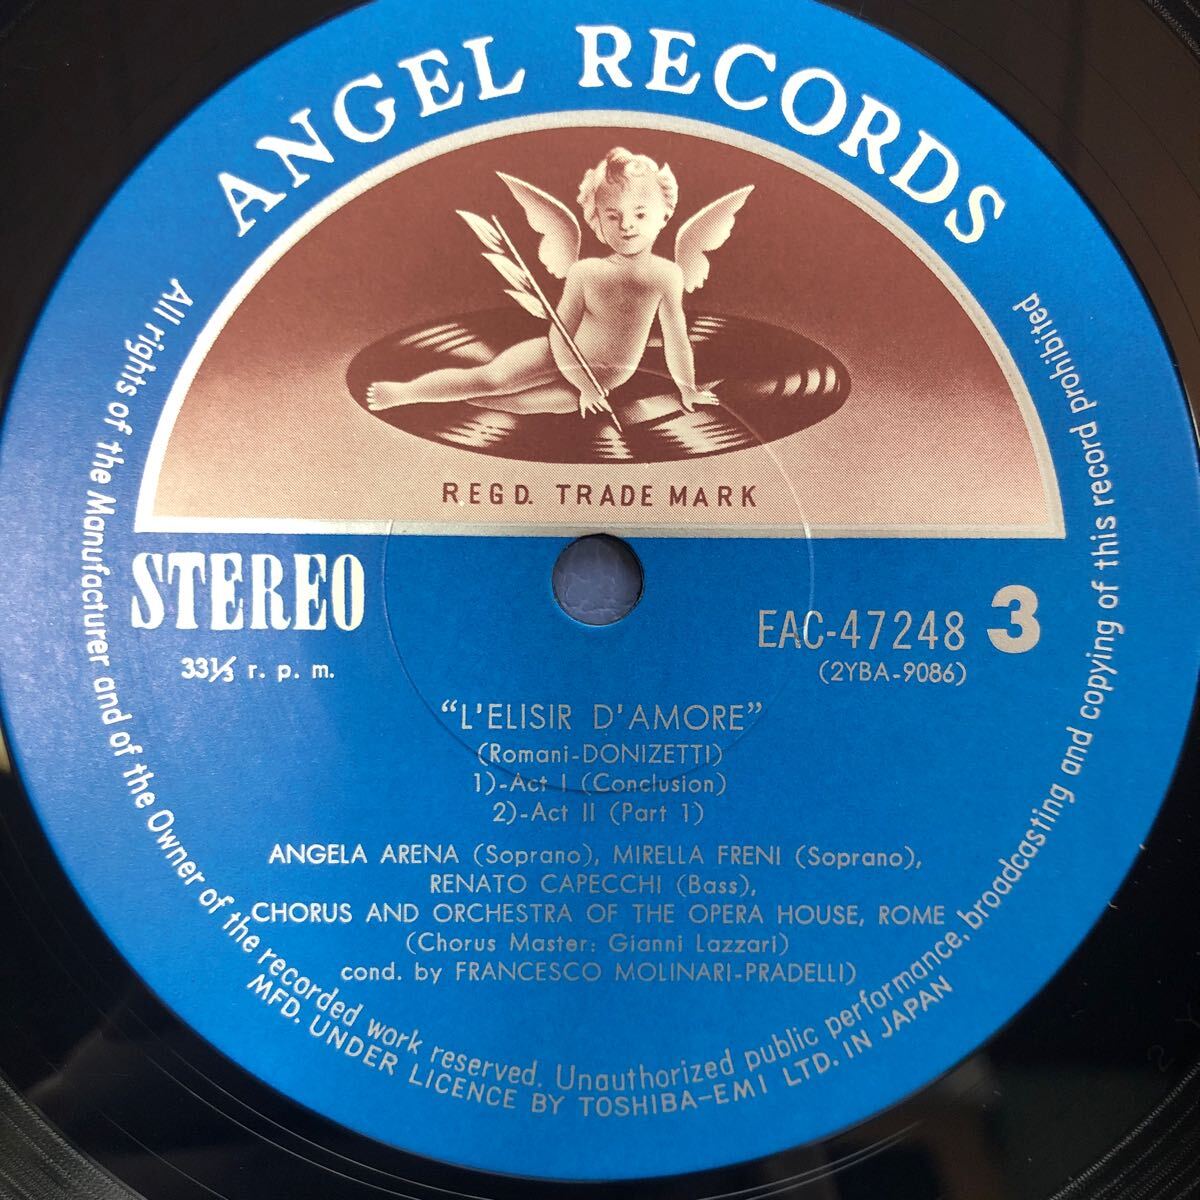 ANGEL RECORDS
REGD. TRADE MARK
STEREO
33⅓ r. p. m.
EAC-47248 3
(2YBA-9086)
"L'ELISIR D'AMORE"
(Romani-DONIZETTI)
1)-Act I (Conclusion)
2)-Act II (Part 1)
ANGELA ARENA (Soprano), MIRELLA FRENI (Soprano),
RENATO CAPECCHI (Bass),
CHORUS AND ORCHESTRA OF THE OPERA HOUSE, ROME
(Chorus Master: Gianni Lazzari)
cond. by FRANCESCO MOLINARI-PRADELLI)
All rights of the Manufacturer and of the Owner of the recorded work reserved. Unauthorized public performance, broadcasting and copying of this record prohibited
MFD. UNDER LICENCE BY TOSHIBA-EMI LTD. IN JAPAN